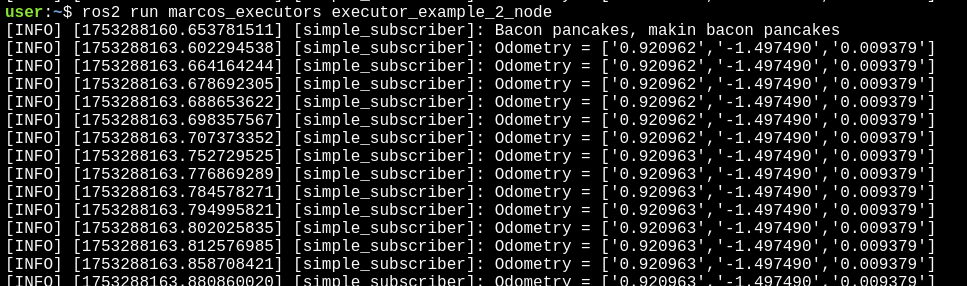 user:~$ ros2 run marcos_executors executor_example_2_node
[INFO] [1753288160.653781511] [simple_subscriber]: Bacon pancakes, makin bacon pancakes
[INFO] [1753288163.602294538] [simple_subscriber]: Odometry = ['0.920962','-1.497490','0.009379']
[INFO] [1753288163.664164244] [simple_subscriber]: Odometry = ['0.920962','-1.497490','0.009379']
[INFO] [1753288163.678692305] [simple_subscriber]: Odometry = ['0.920962','-1.497490','0.009379']
[INFO] [1753288163.688653622] [simple_subscriber]: Odometry = ['0.920962','-1.497490','0.009379']
[INFO] [1753288163.698357567] [simple_subscriber]: Odometry = ['0.920962','-1.497490','0.009379']
[INFO] [1753288163.707373352] [simple_subscriber]: Odometry = ['0.920962','-1.497490','0.009379']
[INFO] [1753288163.752729525] [simple_subscriber]: Odometry = ['0.920963','-1.497490','0.009379']
[INFO] [1753288163.776869289] [simple_subscriber]: Odometry = ['0.920963','-1.497490','0.009379']
[INFO] [1753288163.784578271] [simple_subscriber]: Odometry = ['0.920963','-1.497490','0.009379']
[INFO] [1753288163.794995821] [simple_subscriber]: Odometry = ['0.920963','-1.497490','0.009379']
[INFO] [1753288163.802025835] [simple_subscriber]: Odometry = ['0.920963','-1.497490','0.009379']
[INFO] [1753288163.812576985] [simple_subscriber]: Odometry = ['0.920963','-1.497490','0.009379']
[INFO] [1753288163.858708421] [simple_subscriber]: Odometry = ['0.920963','-1.497490','0.009379']
[INFO] [1753288163.880860020] [simple_subscriber]: Odometry = ['0.920963','-1.497490','0.009379']